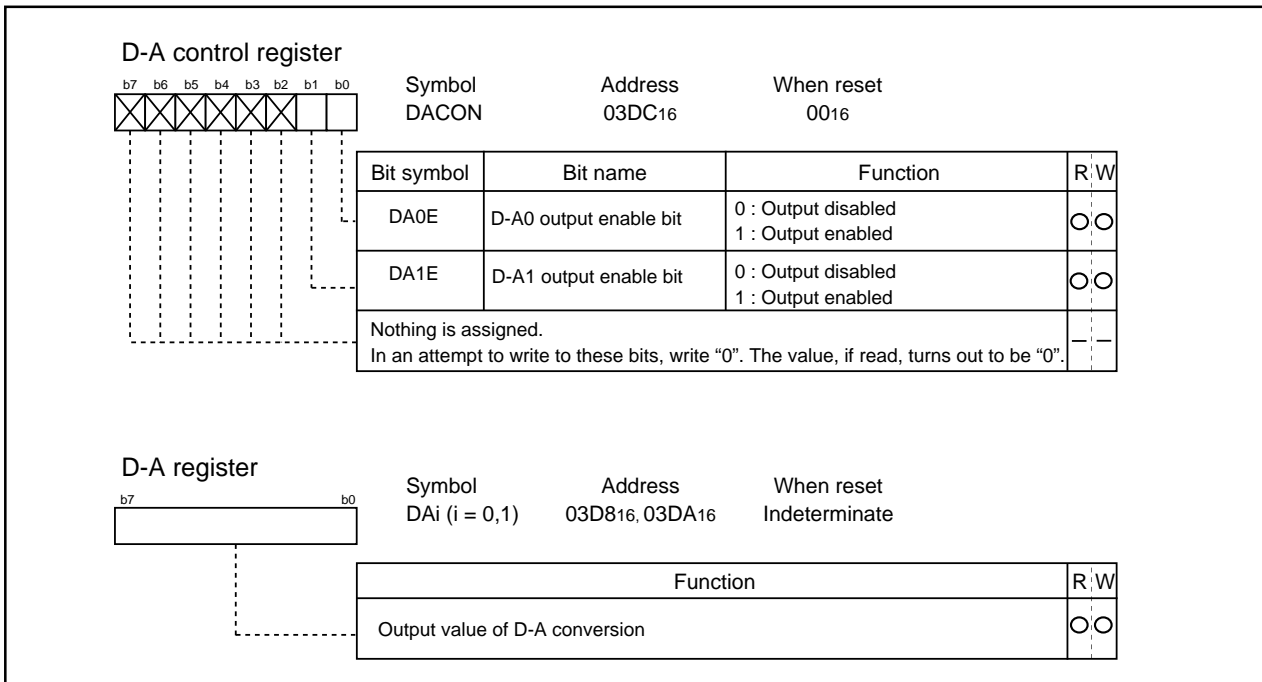 D-A control register
b7 b6 b5 b4 b3 b2 b1 b0
Symbol Address When reset
DACON 03DC16 0016
Bit symbol Bit name Function R W
DA0E D-A0 output enable bit 0 : Output disabled
1 : Output enabled
DA1E D-A1 output enable bit 0 : Output disabled
1 : Output enabled
Nothing is assigned.
In an attempt to write to these bits, write “0”. The value, if read, turns out to be “0”.
D-A register
b7 b0
Symbol Address When reset
DAi (i = 0,1) 03D816, 03DA16 Indeterminate
Function R W
Output value of D-A conversion